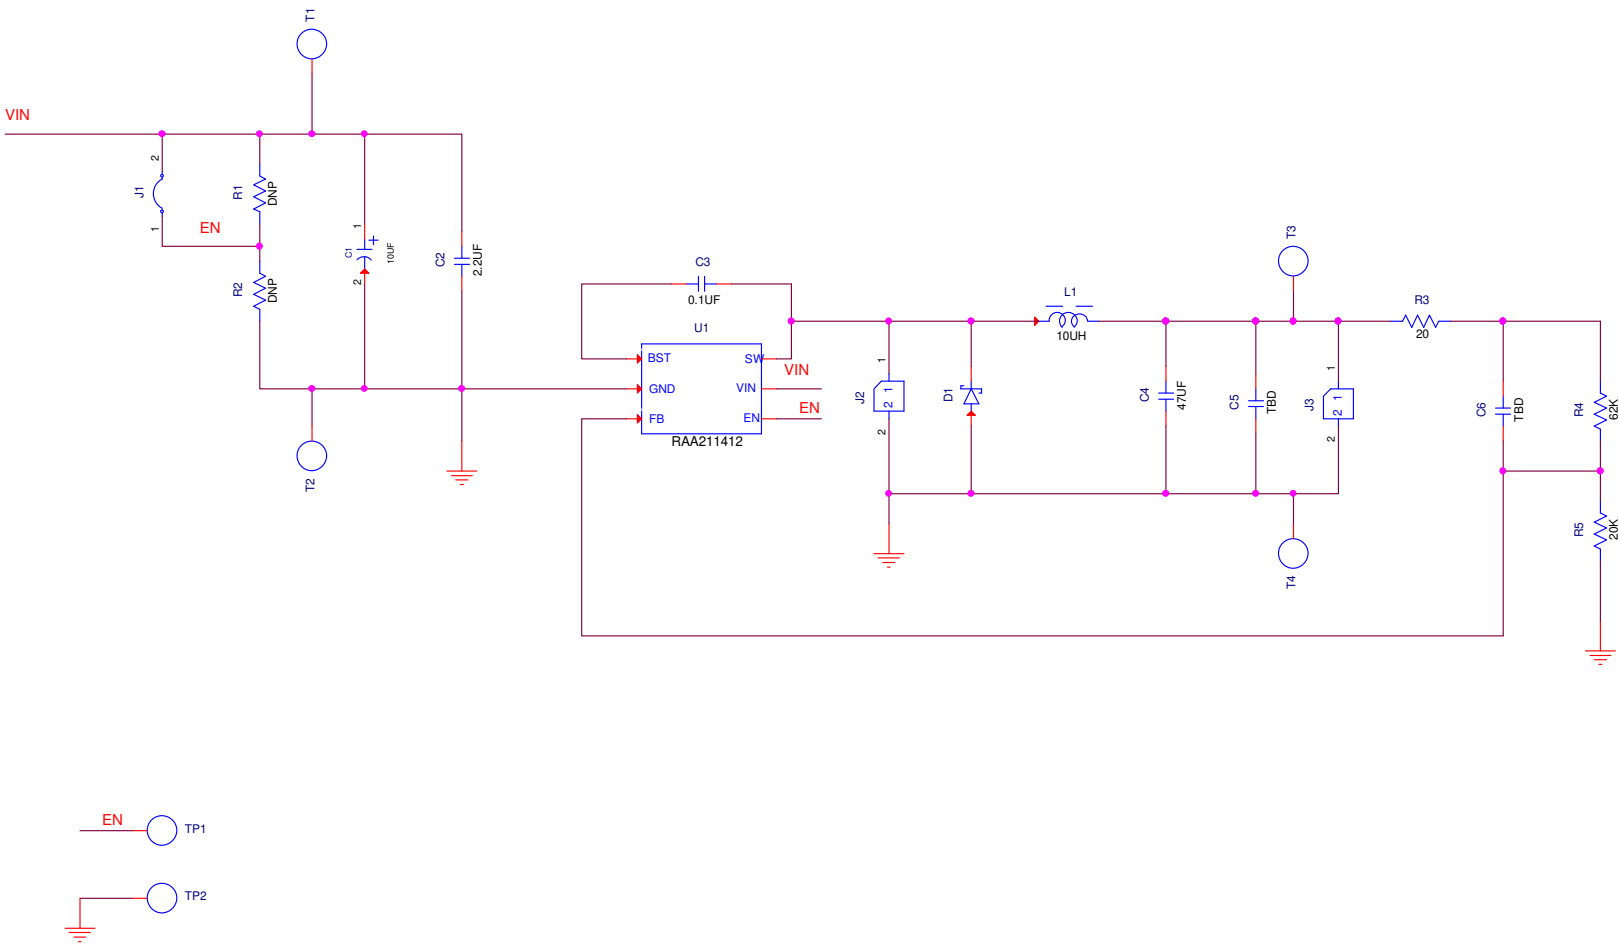 T1
VIN
2
J1
1
EN
R1
DNP
R2
DNP
1
C1
10UF
2
C2
2.2UF
T2
C3
0.1UF
U1
BST
SW
GND
VIN
FB
EN
RAA211412
VIN
EN
1
J2
1
2
2
D1
L1
10UH
C4
47UF
C5
TBD
T3
1
J3
1
2
2
T4
R3
20
C6
TBD
R4
62K
R5
20K
EN
TP1
TP2